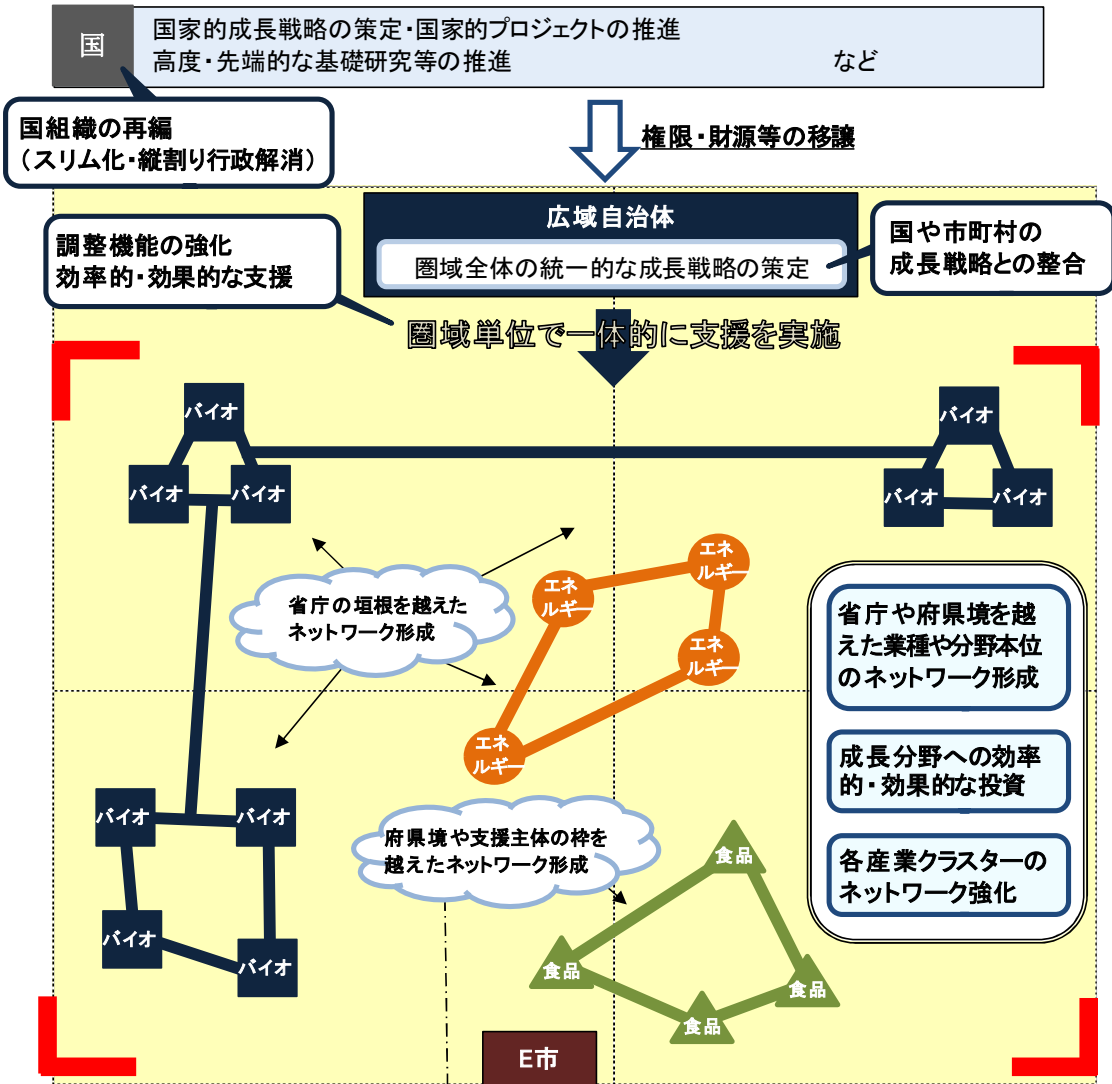 国
国家的成長戦略の策定・国家的プロジェクトの推進
高度・先端的な基礎研究等の推進 など
国組織の再編
（スリム化・縦割り行政解消）
権限・財源等の移譲
広域自治体
圏域全体の統一的な成長戦略の策定
国や市町村の
成長戦略との整合
調整機能の強化
効率的・効果的な支援
圏域単位で一体的に支援を実施
バイオ
バイオ
バイオ
バイオ
バイオ
バイオ
省庁の垣根を越えた
ネットワーク形成
エネ
ルギー
エネ
ルギー
エネ
ルギー
エネ
ルギー
省庁や府県境を越
えた業種や分野本位
のネットワーク形成
成長分野への効率
的・効果的な投資
各産業クラスターの
ネットワーク強化
バイオ
バイオ
バイオ
バイオ
府県境や支援主体の枠を
越えたネットワーク形成
食品
食品
食品
食品
E市